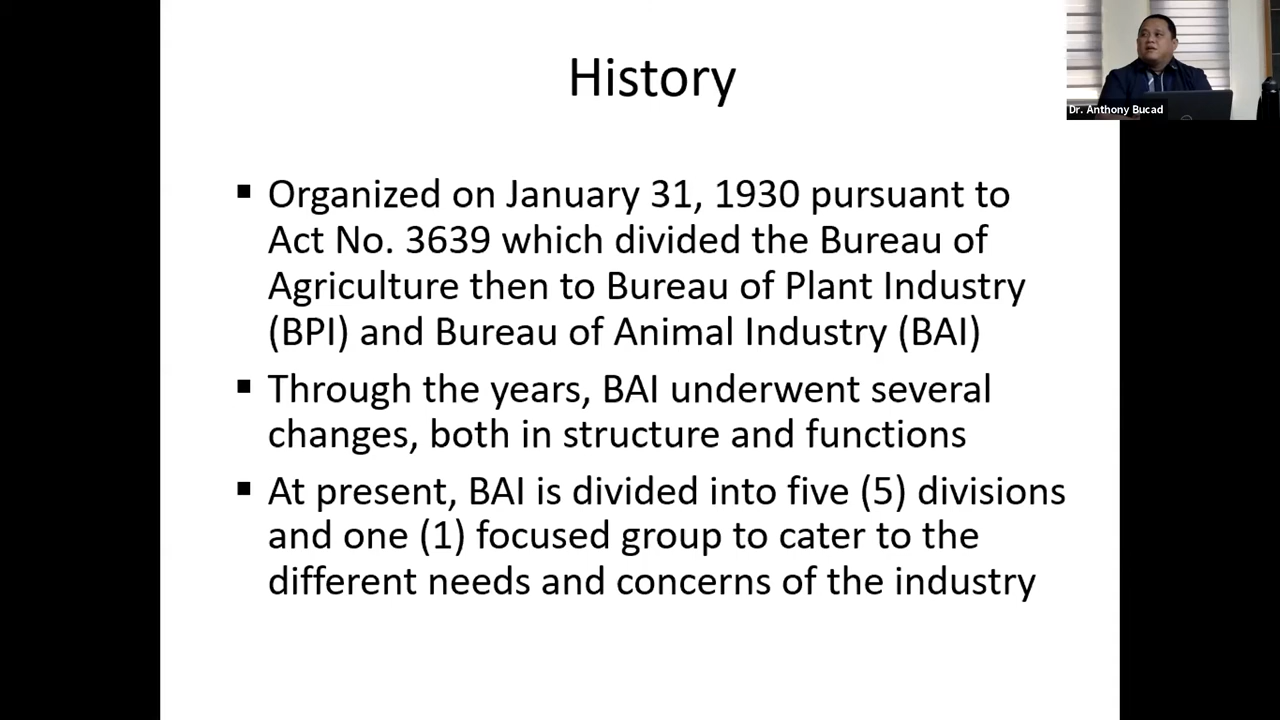 History
Dr. Anthony Bucad
▪ Organized on January 31, 1930 pursuant to
Act No. 3639 which divided the Bureau of
Agriculture then to Bureau of Plant Industry
(BPI) and Bureau of Animal Industry (BAI)
▪ Through the years, BAI underwent several
changes, both in structure and functions
▪ At present, BAI is divided into five (5) divisions
and one (1) focused group to cater to the
different needs and concerns of the industry